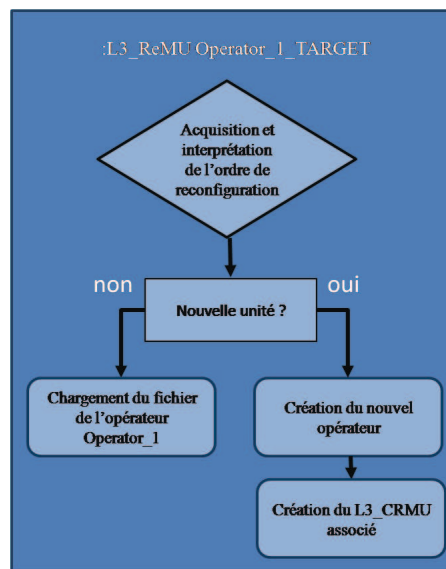 :L3_ReMU Operator_1_TARGET
Acquisition et
interprétation
de l'ordre de
reconfiguration
non
oui
Nouvelle unité ?
Chargement du fichier
de l'opérateur
Operator_1
Création du nouvel
opérateur
Création du L3_CRMU
associé